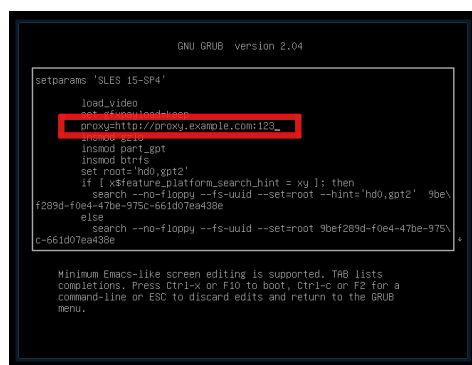 GNU GRUB version 2.04
setparams 'SLES 15-SP4'
load_video
set gfxpayload=keep
proxy=http://proxy.example.com:123_
insmod gzio
insmod part_gpt
insmod btrfs
set root='hd0,gpt2'
if [ x$feature_platform_search_hint = xy ]; then
search --no-floppy --fs-uuid --set=root --hint='hd0,gpt2' 9be\
f289d-f0e4-47be-975c-661d07ea438e
else
search --no-floppy --fs-uuid --set=root 9bef289d-f0e4-47be-975\
c-661d07ea438e
Minimum Emacs-like screen editing is supported. TAB lists
completions. Press Ctrl-x or F10 to boot, Ctrl-c or F2 for a
command-line or ESC to discard edits and return to the GRUB
menu.